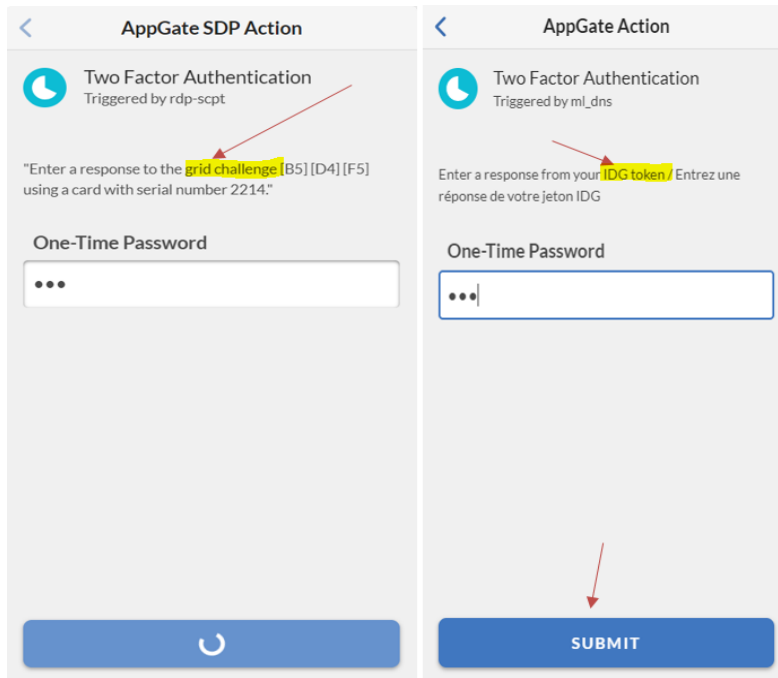 AppGate SDP Action
Two Factor Authentication
Triggered by rdp-scpt
"Enter a response to the grid challenge [B5] [D4] [F5]
using a card with serial number 2214."
One-Time Password
•••
AppGate Action
Two Factor Authentication
Triggered by ml_dns
Enter a response from your IDG token / Entrez une
réponse de votre jeton IDG
One-Time Password
•••
SUBMIT